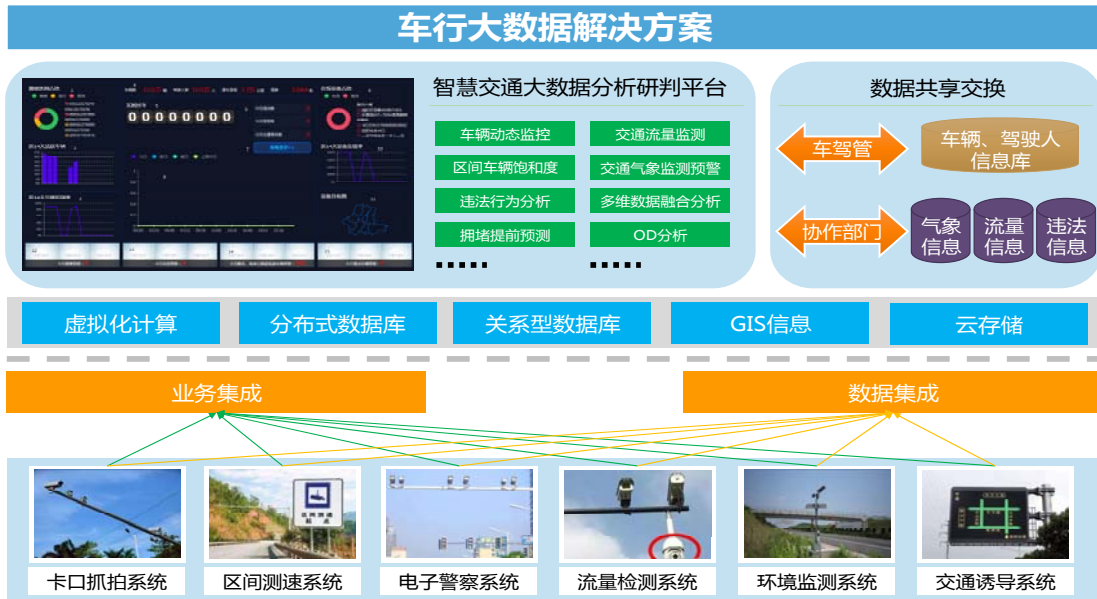 车行大数据解决方案
智慧交通大数据分析研判平台
车辆动态监控
交通流量监测
区间车辆饱和度
交通气象监测预警
违法行为分析
多维数据融合分析
拥堵提前预测
OD分析
数据共享交换
车驾管
车辆、驾驶人
信息库
协作部门
气象
信息
流量
信息
违法
信息
虚拟化计算
分布式数据库
关系型数据库
GIS信息
云存储
业务集成
数据集成
区间测速
起点
卡口抓拍系统
区间测速系统
电子警察系统
流量检测系统
环境监测系统
交通诱导系统